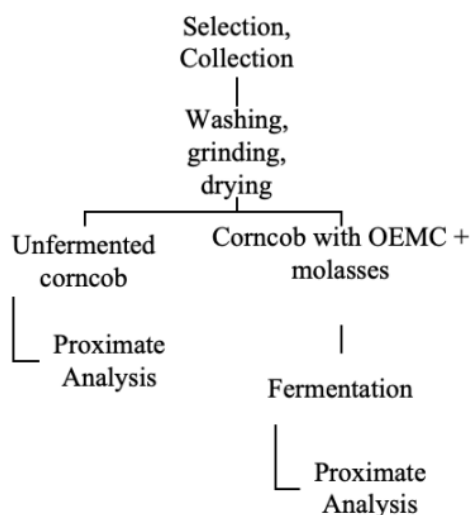 Selection,
Collection
Washing,
grinding,
drying
Unfermented
corncob
Corncob with OEMC +
molasses
Proximate
Analysis
Fermentation
Proximate
Analysis